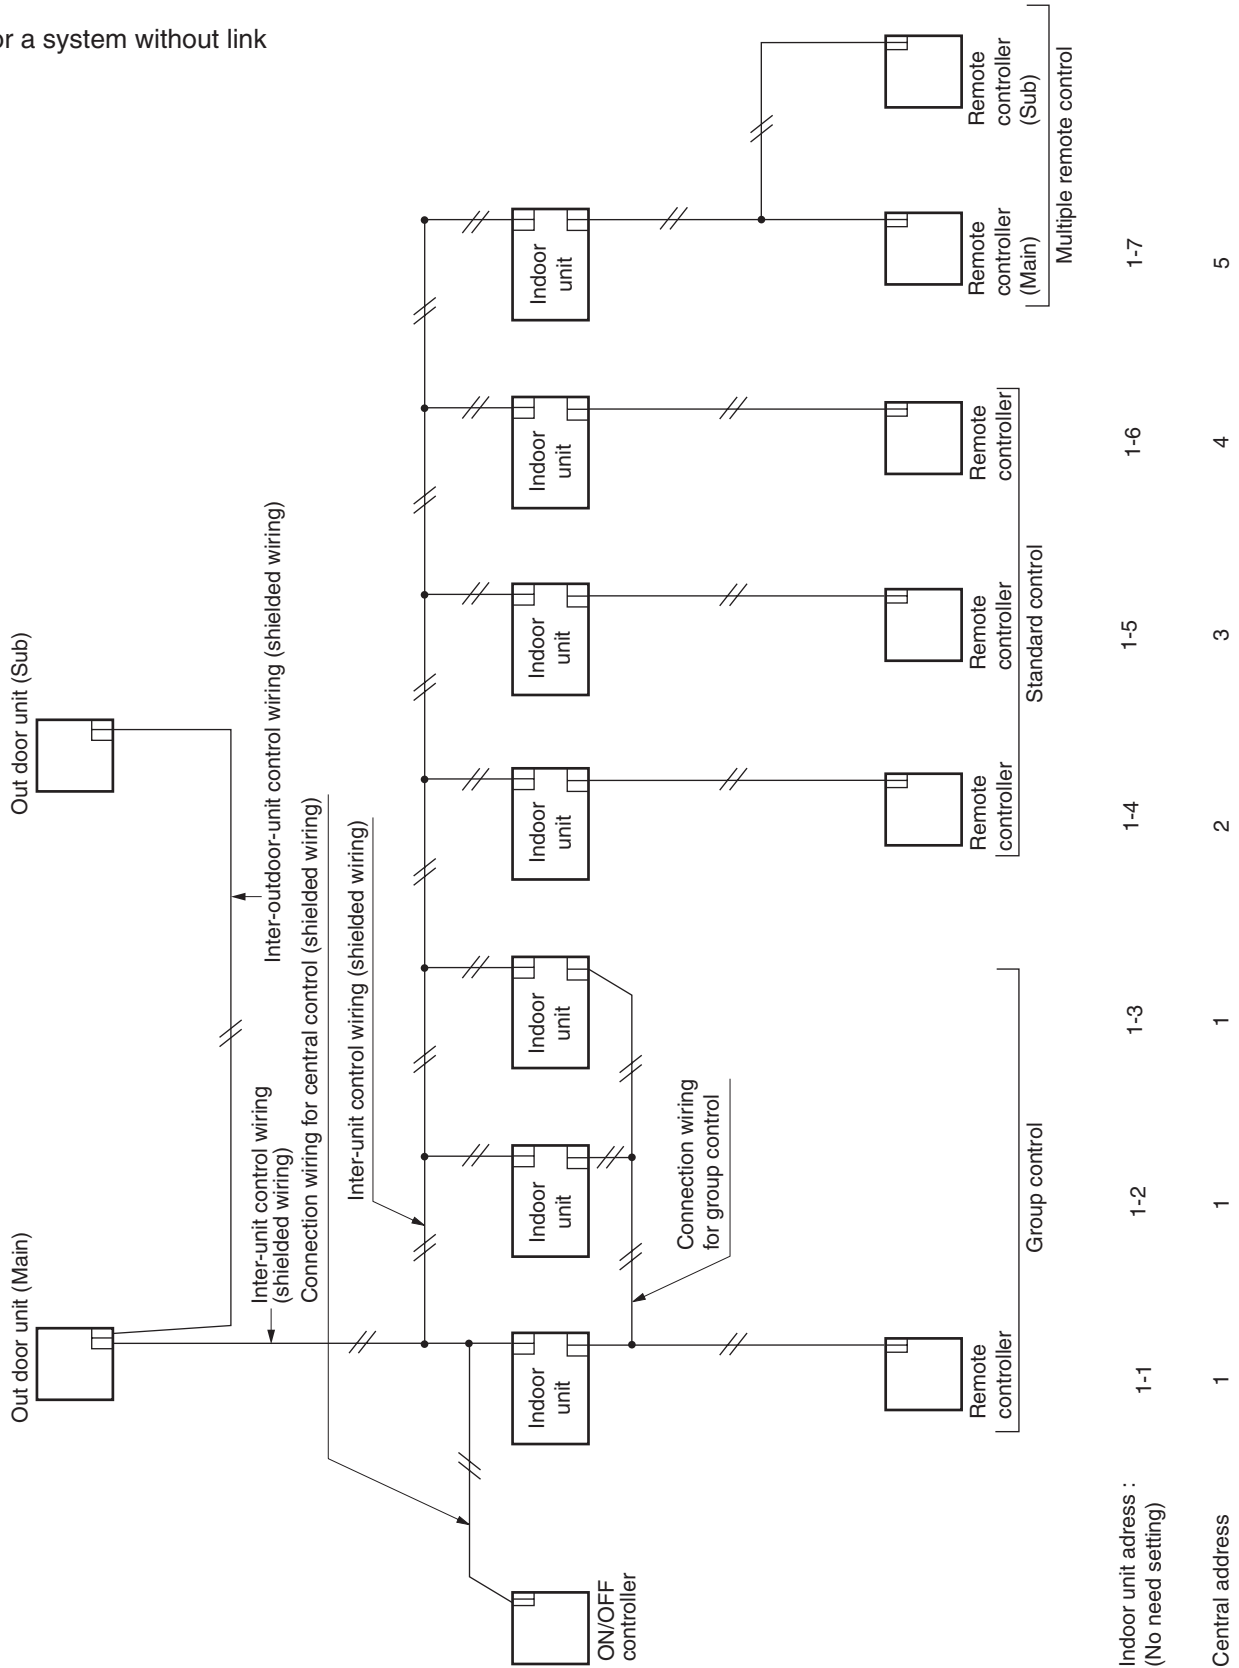 or a system without link
Out door unit (Main)
Out door unit (Sub)
Inter-unit control wiring
(shielded wiring)
Inter-outdoor-unit control wiring (shielded wiring)
Connection wiring for central control (shielded wiring)
Inter-unit control wiring (shielded wiring)
ON/OFF
controller
Indoor
unit
Indoor
unit
Indoor
unit
Indoor
unit
Indoor
unit
Indoor
unit
Indoor
unit
Connection wiring
for group control
Remote
controller
Remote
controller
Remote
controller
Remote
controller
Remote
controller
(Main)
Remote
controller
(Sub)
Group control
Standard control
Multiple remote control
Indoor unit adress :
(No need setting)
1-1
1-2
1-3
1-4
1-5
1-6
1-7
Central address
1
1
1
2
3
4
5